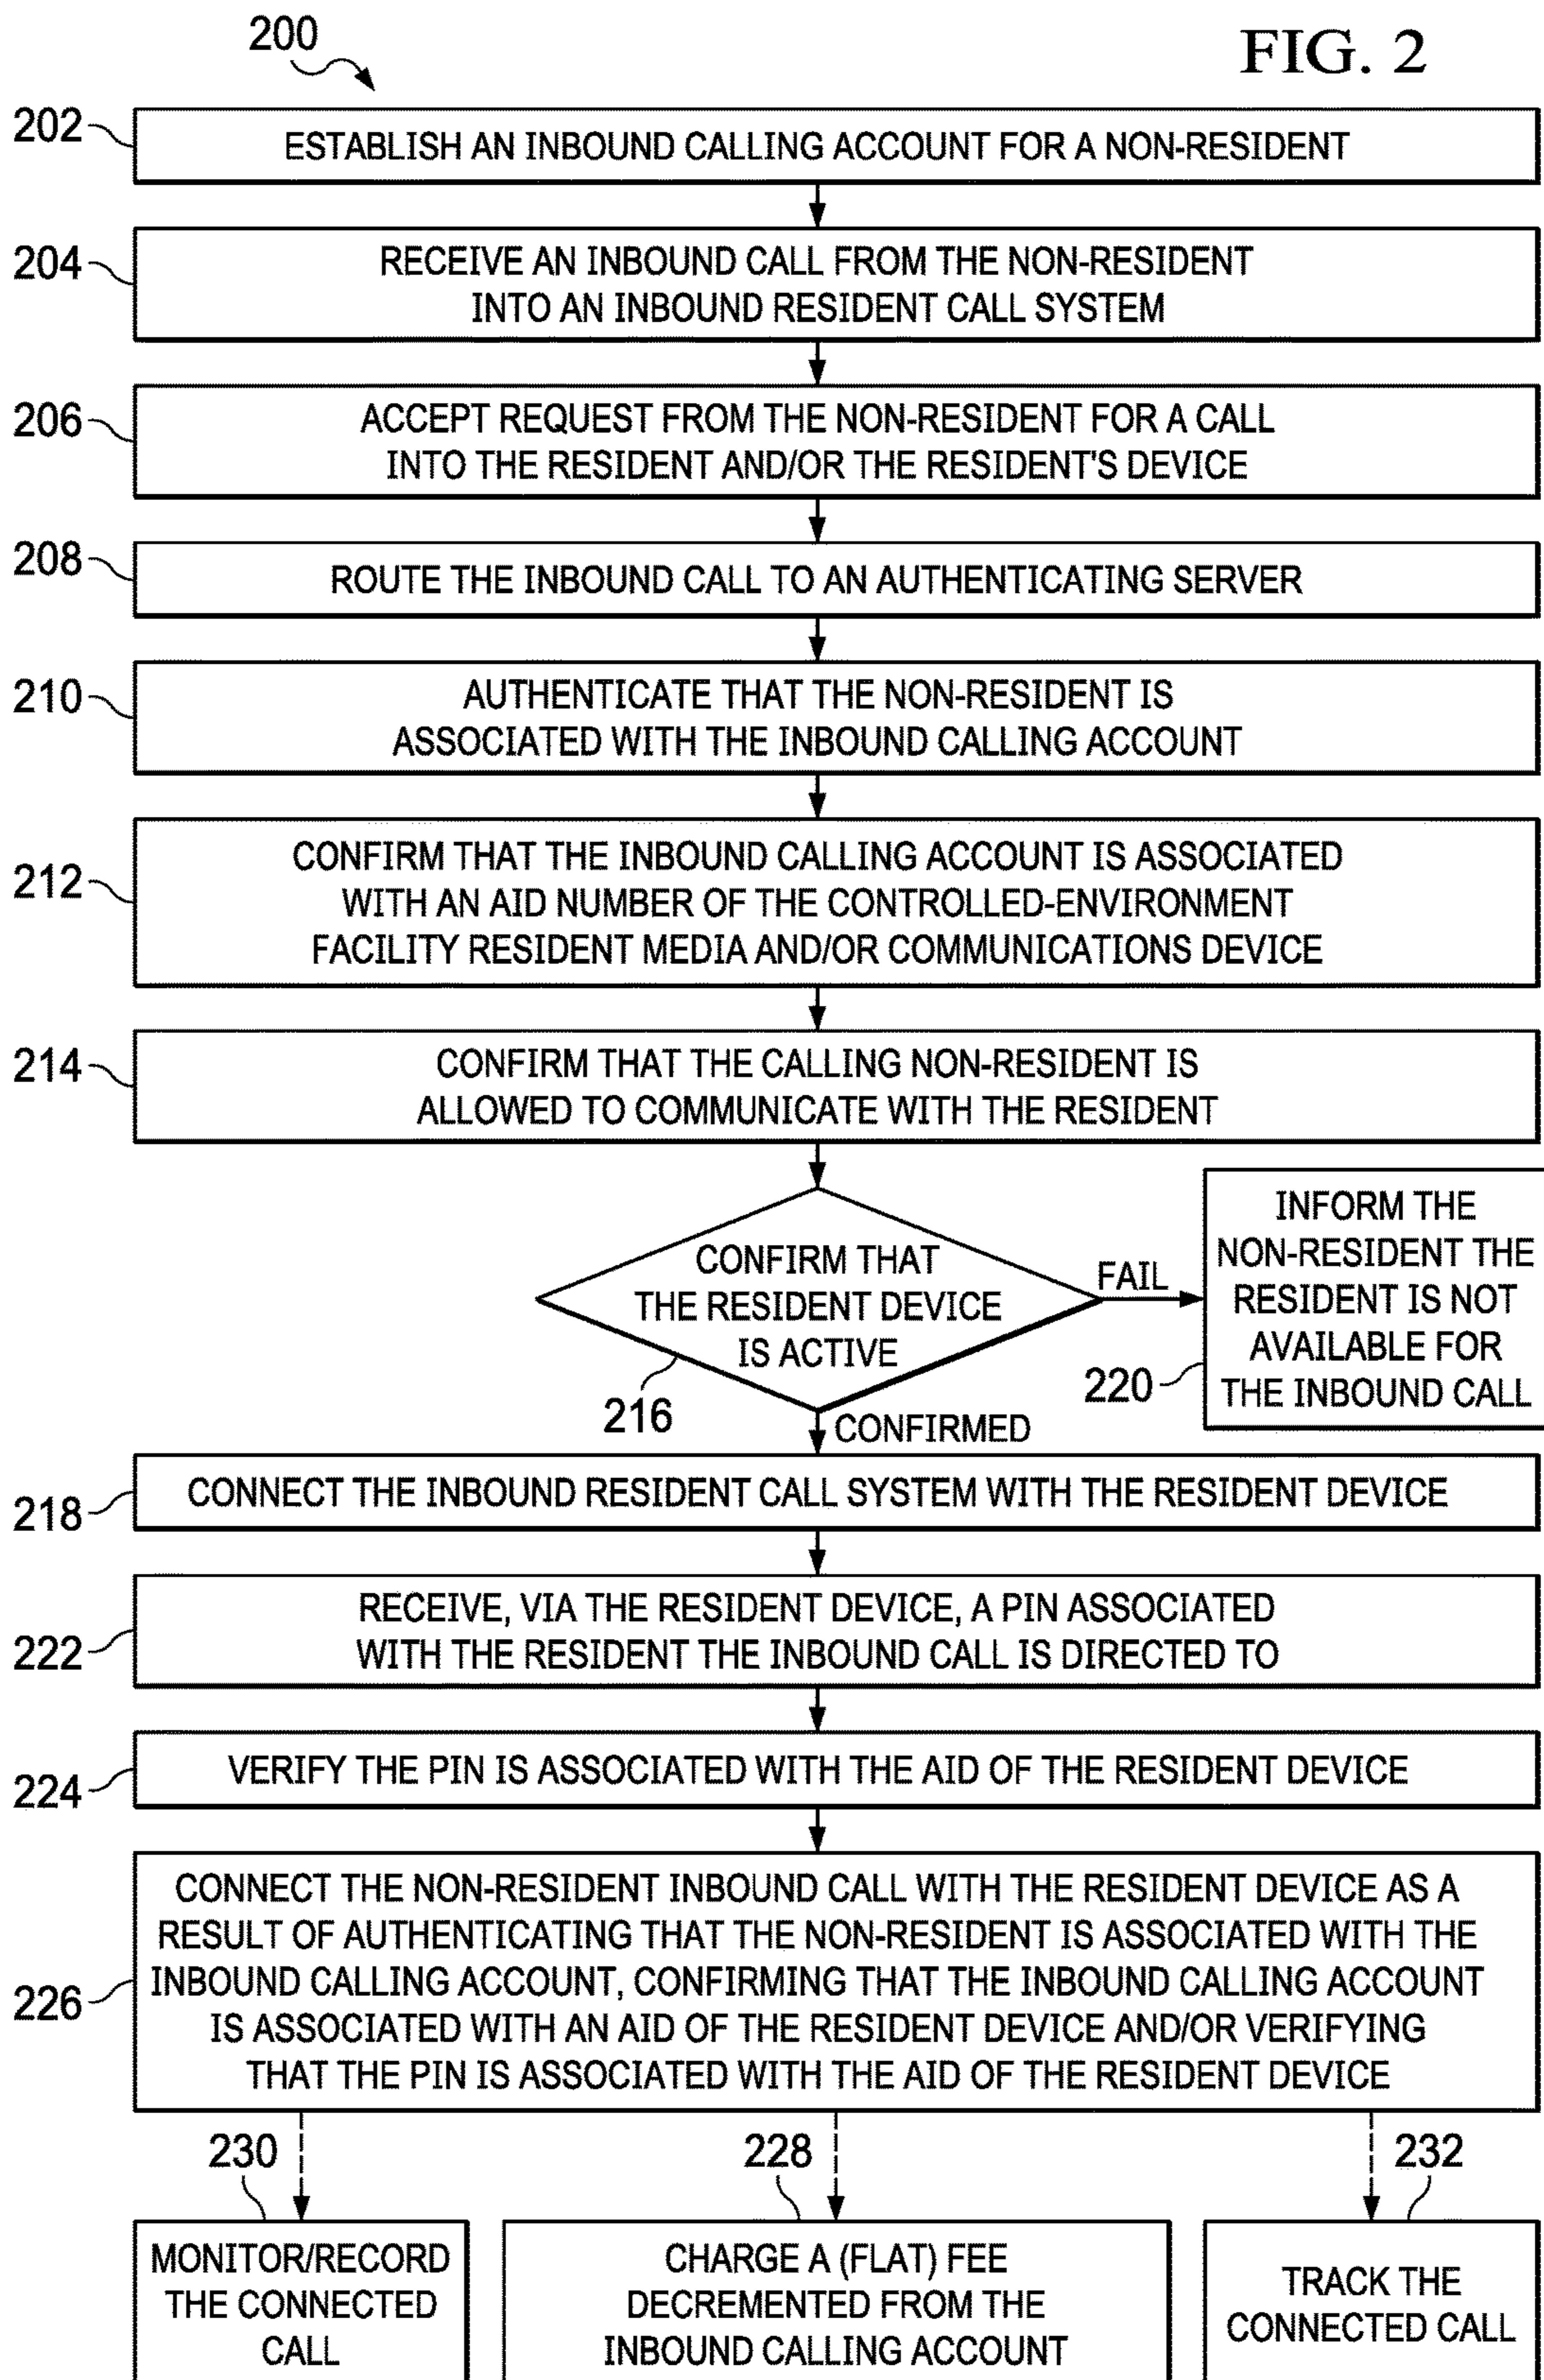 200
FIG. 2
202
ESTABLISH AN INBOUND CALLING ACCOUNT FOR A NON-RESIDENT
204
RECEIVE AN INBOUND CALL FROM THE NON-RESIDENT
INTO AN INBOUND RESIDENT CALL SYSTEM
206
ACCEPT REQUEST FROM THE NON-RESIDENT FOR A CALL
INTO THE RESIDENT AND/OR THE RESIDENT'S DEVICE
208
ROUTE THE INBOUND CALL TO AN AUTHENTICATING SERVER
210
AUTHENTICATE THAT THE NON-RESIDENT IS
ASSOCIATED WITH THE INBOUND CALLING ACCOUNT
212
CONFIRM THAT THE INBOUND CALLING ACCOUNT IS ASSOCIATED
WITH AN AID NUMBER OF THE CONTROLLED-ENVIRONMENT
FACILITY RESIDENT MEDIA AND/OR COMMUNICATIONS DEVICE
214
CONFIRM THAT THE CALLING NON-RESIDENT IS
ALLOWED TO COMMUNICATE WITH THE RESIDENT
CONFIRM THAT
THE RESIDENT DEVICE
IS ACTIVE
216
FAIL
INFORM THE
NON-RESIDENT THE
RESIDENT IS NOT
AVAILABLE FOR
THE INBOUND CALL
220
CONFIRMED
218
CONNECT THE INBOUND RESIDENT CALL SYSTEM WITH THE RESIDENT DEVICE
222
RECEIVE, VIA THE RESIDENT DEVICE, A PIN ASSOCIATED
WITH THE RESIDENT THE INBOUND CALL IS DIRECTED TO
224
VERIFY THE PIN IS ASSOCIATED WITH THE AID OF THE RESIDENT DEVICE
226
CONNECT THE NON-RESIDENT INBOUND CALL WITH THE RESIDENT DEVICE AS A
RESULT OF AUTHENTICATING THAT THE NON-RESIDENT IS ASSOCIATED WITH THE
INBOUND CALLING ACCOUNT, CONFIRMING THAT THE INBOUND CALLING ACCOUNT
IS ASSOCIATED WITH AN AID OF THE RESIDENT DEVICE AND/OR VERIFYING
THAT THE PIN IS ASSOCIATED WITH THE AID OF THE RESIDENT DEVICE
230
MONITOR/RECORD
THE CONNECTED
CALL
228
CHARGE A (FLAT) FEE
DECREMENTED FROM THE
INBOUND CALLING ACCOUNT
232
TRACK THE
CONNECTED CALL